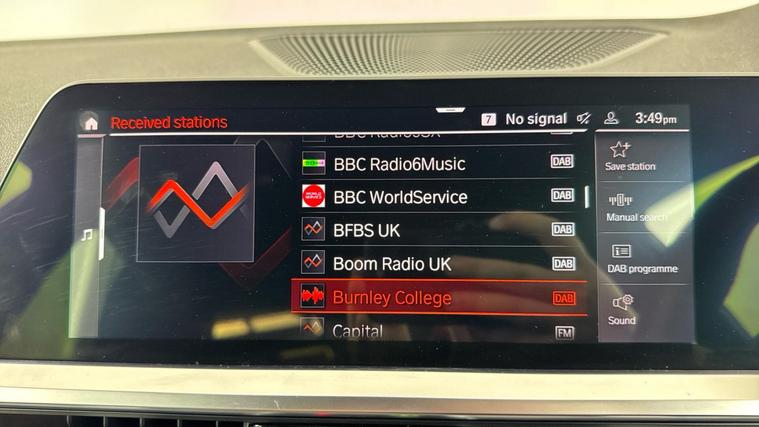 Received stations
7 No signal 3:49pm
BBC Radio6Music DAB
BBC WorldService DAB
BFBS UK DAB
Boom Radio UK DAB
Burnley College DAB
Capital FM
Save station
Manual search
DAB programme
Sound